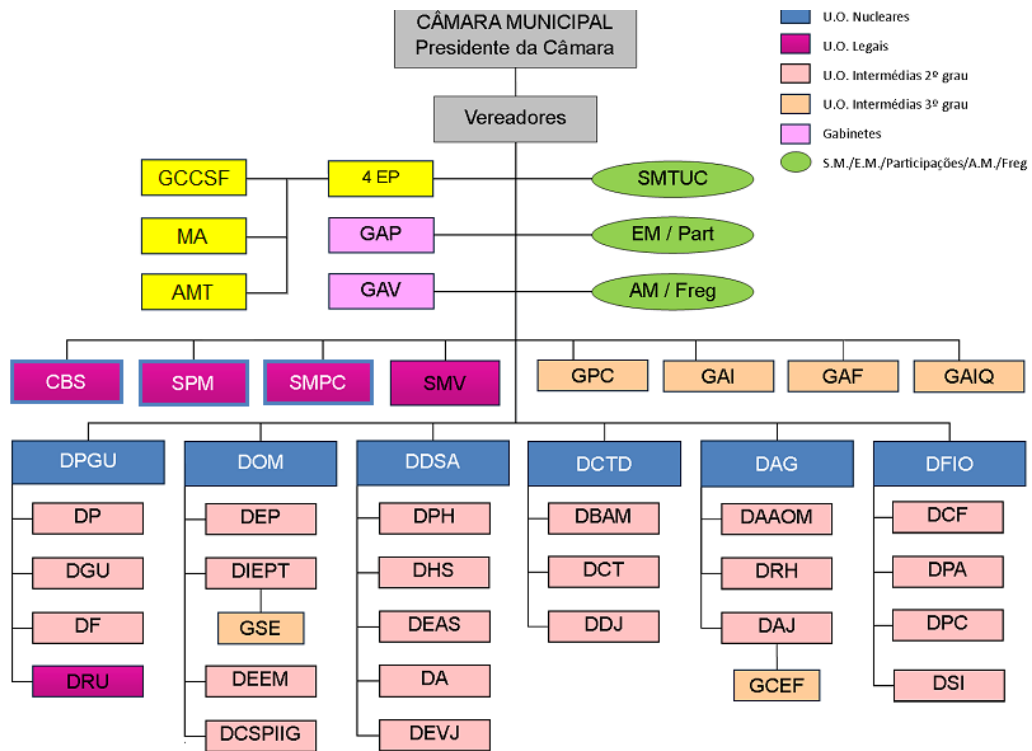 CÂMARA MUNICIPAL
Presidente da Câmara
Vereadores
U.O. Nucleares
U.O. Legais
U.O. Intermédias 2º grau
U.O. Intermédias 3º grau
Gabinetes
S.M./E.M./Participações/A.M./Freg
GCCSF
4 EP
SMTUC
MA
GAP
EM / Part
AMT
GAV
AM / Freg
CBS
SPM
SMPC
SMV
GPC
GAI
GAF
GAIQ
DPGU
DOM
DDSA
DCTD
DAG
DFIO
DP
DGU
DF
DRU
DEP
DIEPT
GSE
DEEM
DCSPIIG
DPH
DHS
DEAS
DA
DEVJ
DBAM
DCT
DDJ
DAAOM
DRH
DAJ
GCEF
DCF
DPA
DPC
DSI